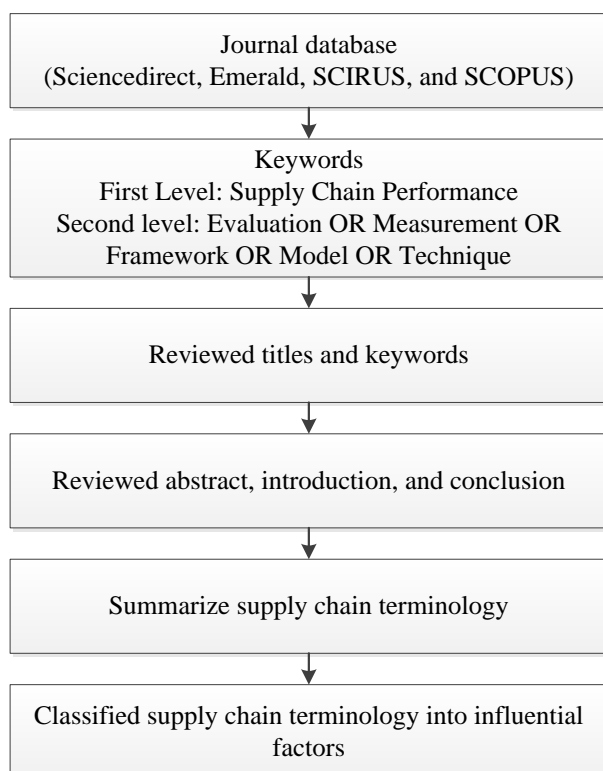 Journal database
(Sciencedirect, Emerald, SCIRUS, and SCOPUS)
Keywords
First Level: Supply Chain Performance
Second level: Evaluation OR Measurement OR
Framework OR Model OR Technique
Reviewed titles and keywords
Reviewed abstract, introduction, and conclusion
Summarize supply chain terminology
Classified supply chain terminology into influential
factors